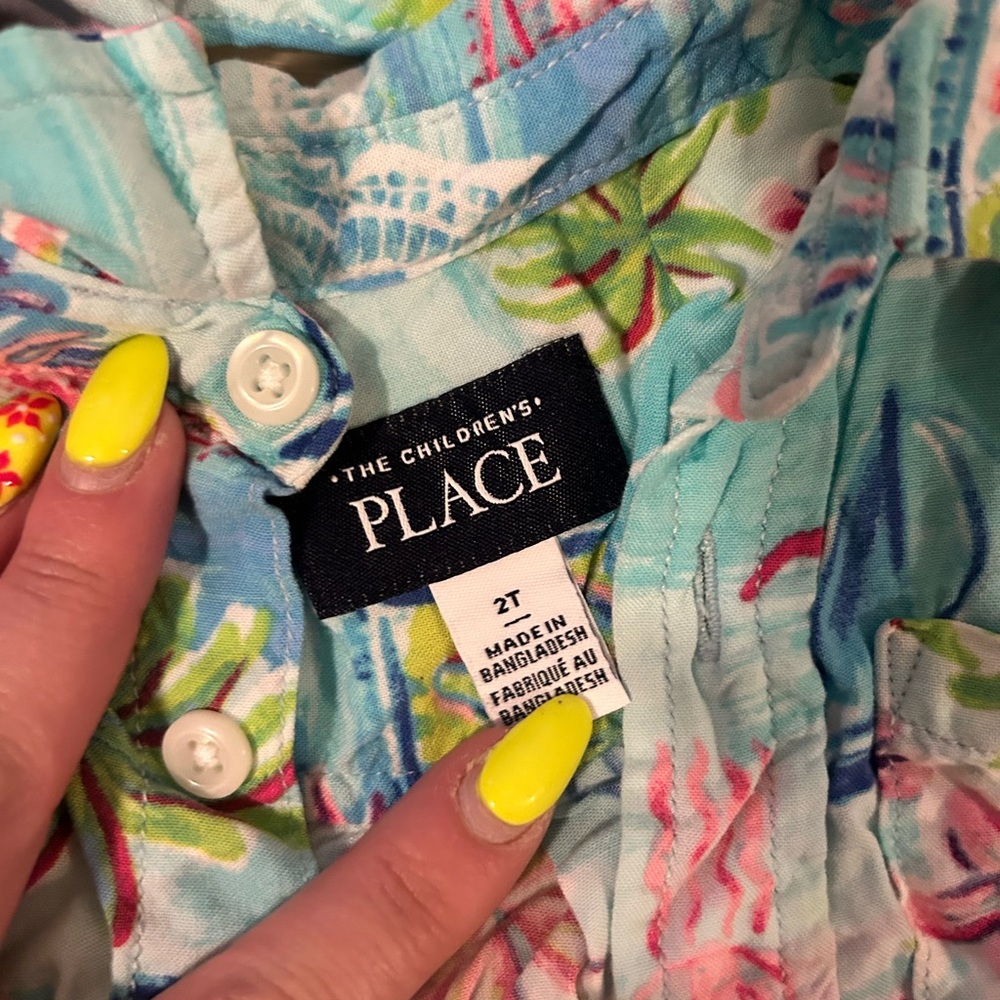 •THE CHILDREN'S•
PLACE
2T
MADE IN
BANGLADESH
FABRIQUÉ AU
BANGLADESH